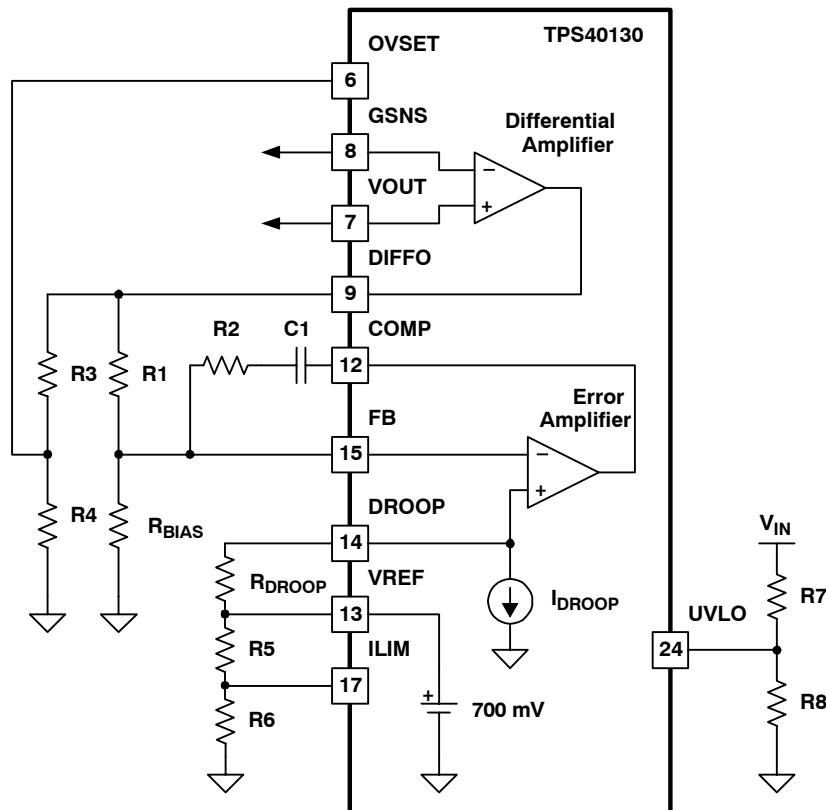 OVSET
TPS40130
6
GSNS
8
Differential
Amplifier
−
+
VOUT
7
DIFFO
9
COMP
R2
C1
12
R3
R1
Error
Amplifier
FB
15
−
+
DROOP
R4
RBIAS
14
VIN
VREF
RDROOP
IDROOP
R7
13
UVLO
R5
ILIM
24
17
+
700 mV
R6
R8